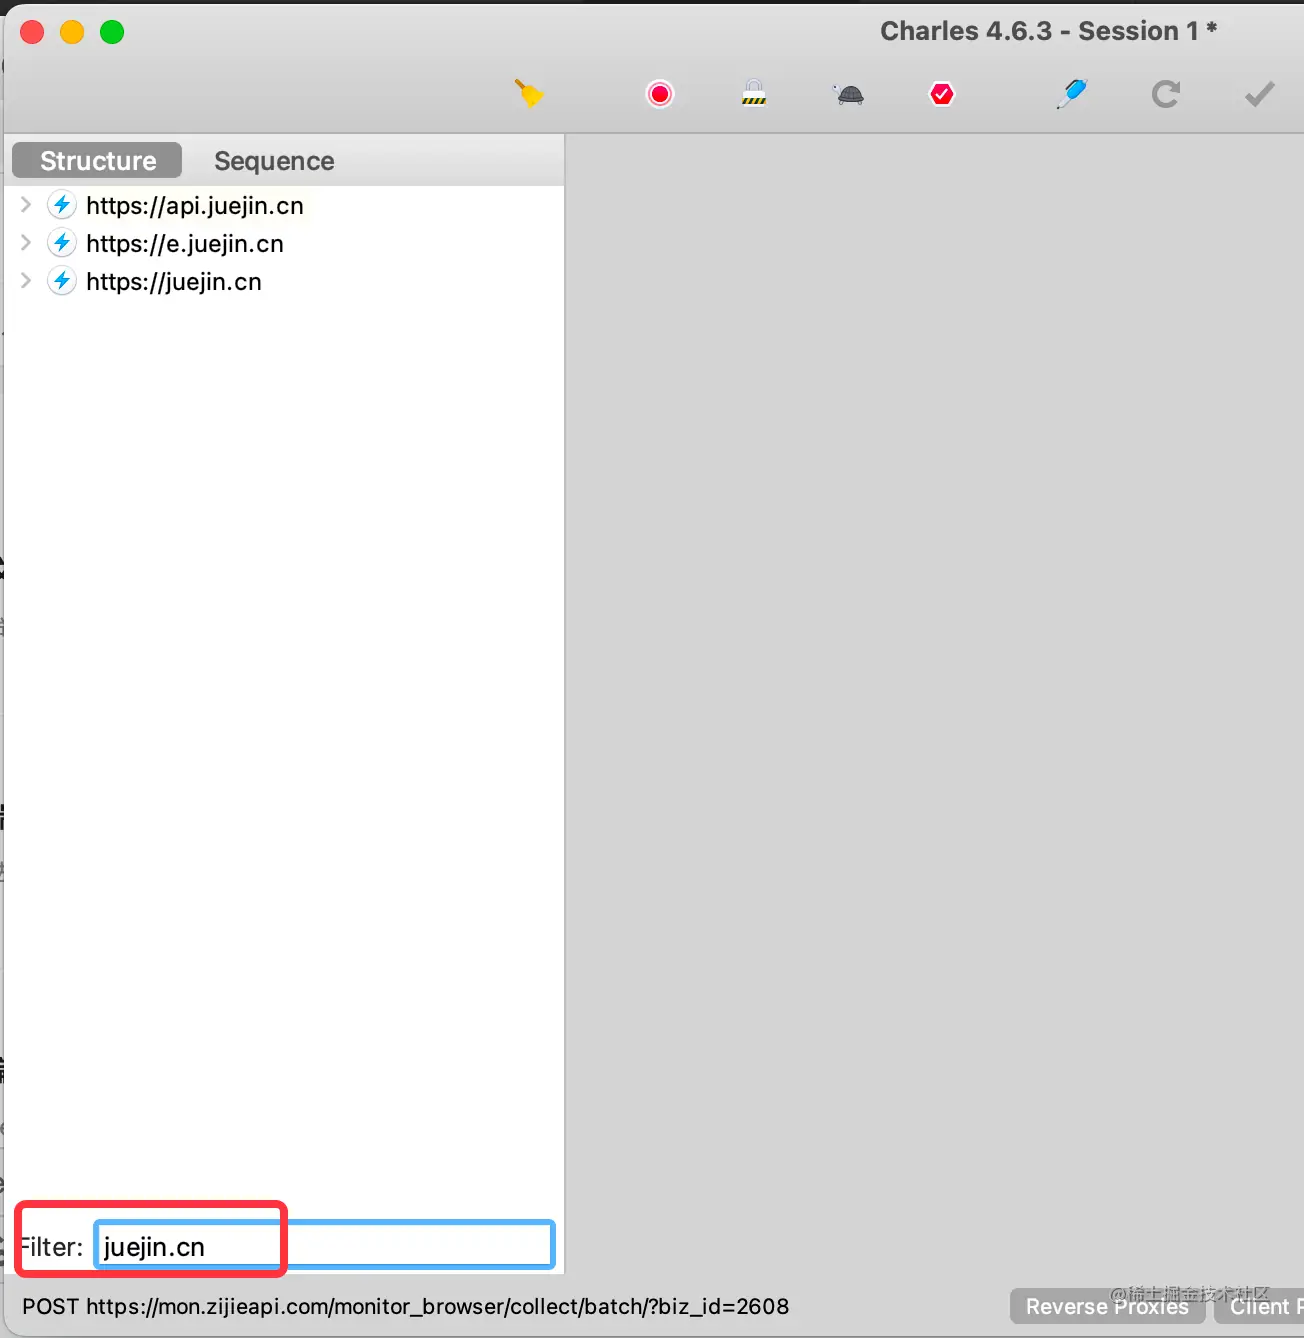 Charles 4.6.3 - Session 1 *
Structure Sequence
https://api.juejin.cn
https://e.juejin.cn
https://juejin.cn
Filter: juejin.cn
POST https://mon.zijieapi.com/monitor_browser/collect/batch/?biz_id=2608
@稀土掘金技术社区
Reverse Proxies Client P